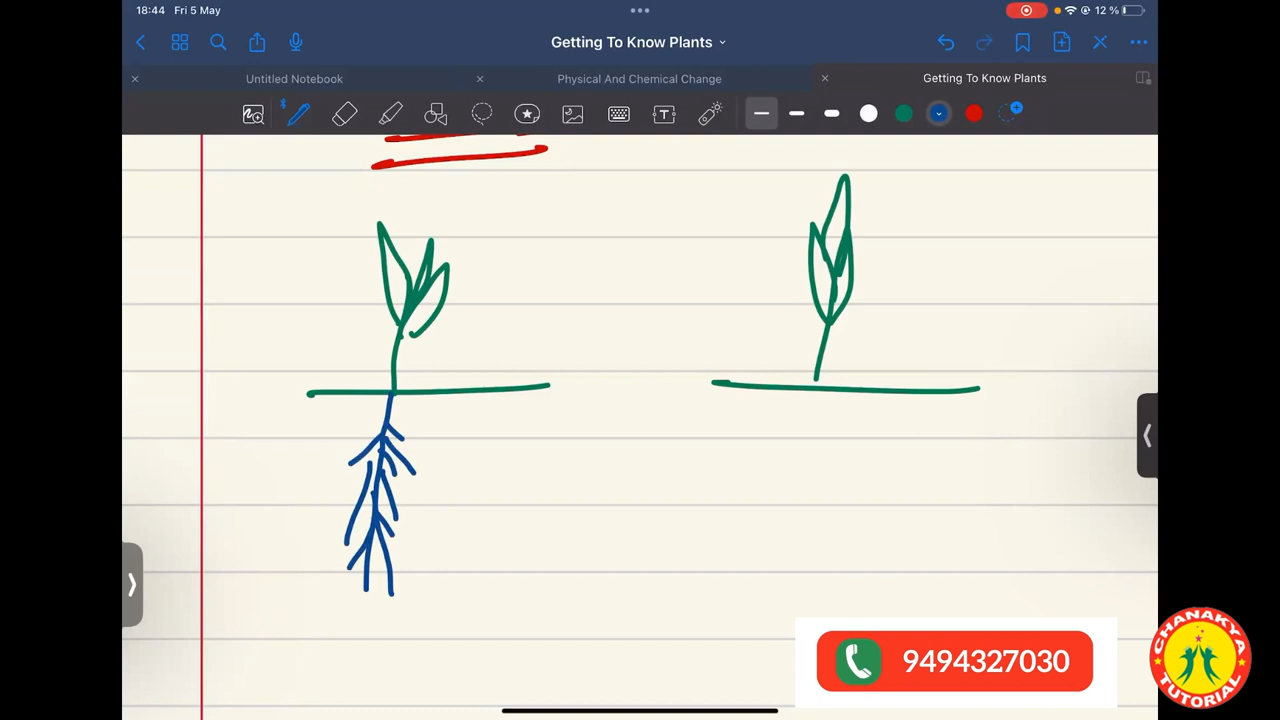 18:44 Fri 5 May
12 %
Getting To Know Plants
Untitled Notebook
Physical And Chemical Change
Getting To Know Plants
T
9494327030
CHANAKYA
TUTORIAL